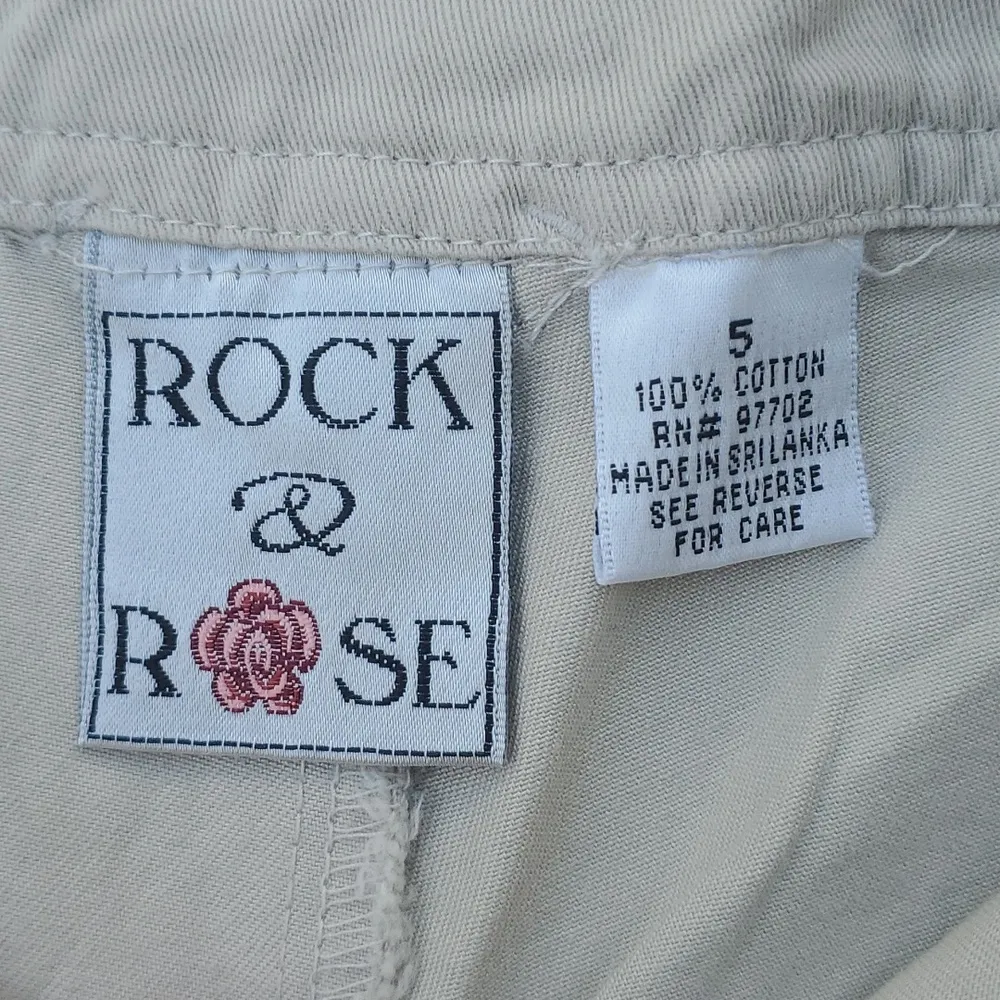 ROCK
&
ROSE
5
100% COTTON
RN# 97702
MADE IN SRI LANKA
SEE REVERSE
FOR CARE